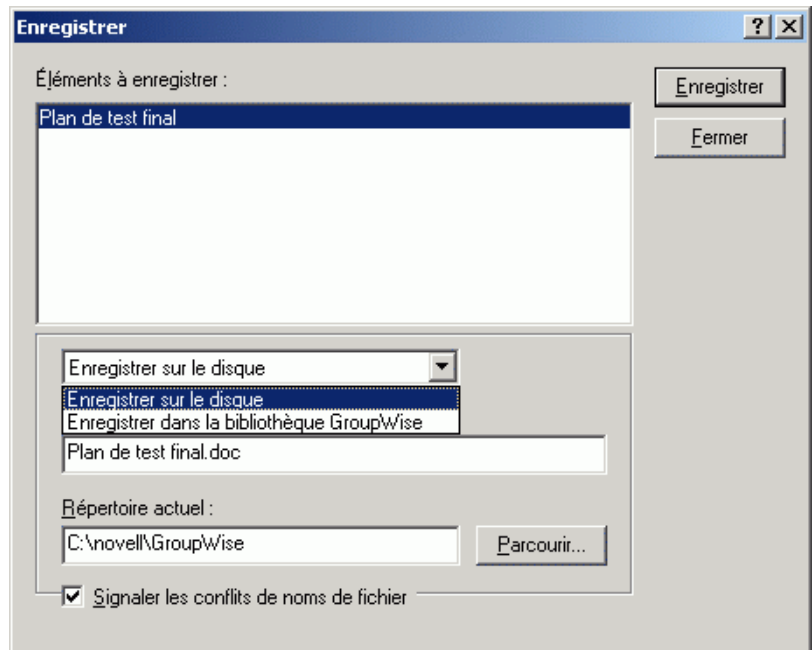 Enregistrer
Éléments à enregistrer :
Enregistrer
Plan de test final
Fermer
Enregistrer sur le disque
Enregistrer sur le disque
Enregistrer dans la bibliothèque GroupWise
Plan de test final.doc
Répertoire actuel :
C:\novell\GroupWise
Parcourir...
Signaler les conflits de noms de fichier